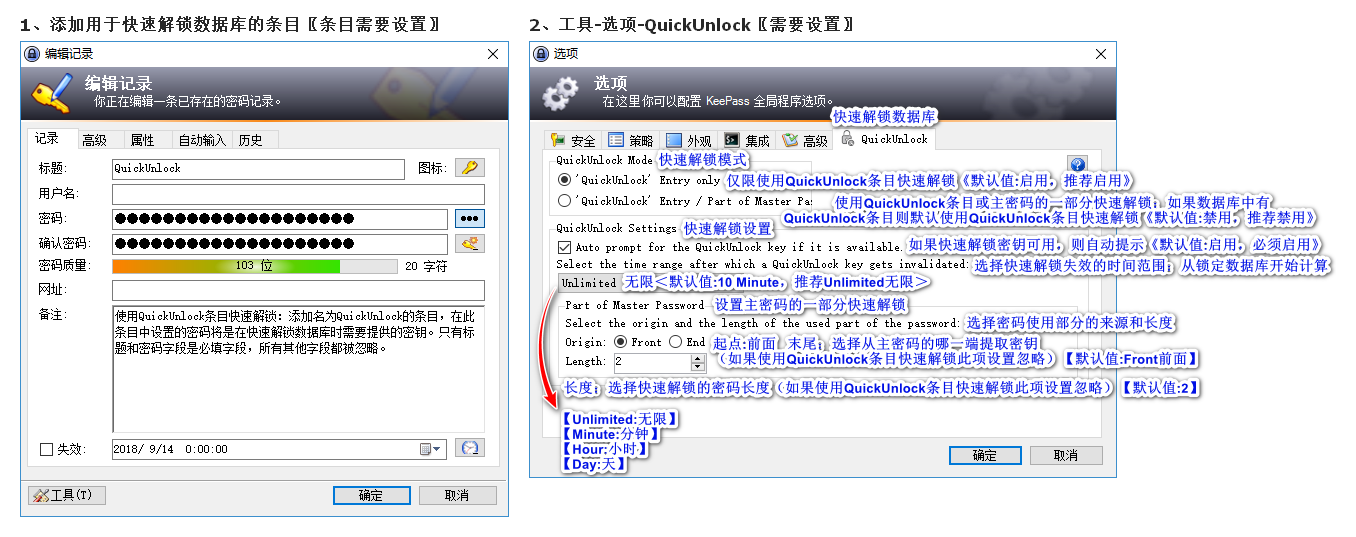 1、添加用于快速解锁数据库的条目〖条目需要设置〗
编辑记录
编辑记录
你正在编辑一条已存在的密码记录。
记录 高级 属性 自动输入 历史
标题: QuickUnlock 图标:
用户名:
密码: ●●●●●●●●●●●●●●●●●●●●
确认密码: ●●●●●●●●●●●●●●●●●●●●
密码质量: 103 位 20 字符
网址:
备注: 使用QuickUnlock条目快速解锁: 添加名为QuickUnlock的条目，在此
条目中设置的密码将是在快速解锁数据库时需要提供的密钥。只有标
题和密码字段是必填字段，所有其他字段都被忽略。
失效: 2018/ 9/14 0:00:00
工具(T) 确定 取消
2、工具-选项-QuickUnlock〖需要设置〗
选项
选项
在这里你可以配置 KeePass 全局程序选项。
快速解锁数据库
安全 策略 外观 集成 高级 QuickUnlock
QuickUnlock Mode 快速解锁模式
'QuickUnlock' Entry only 仅限使用QuickUnlock条目快速解锁《默认值:启用，推荐启用》
'QuickUnlock' Entry / Part of Master Pas 使用QuickUnlock条目或主密码的一部分快速解锁；如果数据库中有
QuickUnlock条目则默认使用QuickUnlock条目快速解锁《默认值:禁用，推荐禁用》
QuickUnlock Settings 快速解锁设置
Auto prompt for the QuickUnlock key if it is available. 如果快速解锁密钥可用，则自动提示《默认值:启用，必须启用》
Select the time range after which a QuickUnlock key gets invalidated: 选择快速解锁失效的时间范围；从锁定数据库开始计算
Unlimited 无限＜默认值:10 Minute，推荐Unlimited无限＞
Part of Master Password 设置主密码的一部分快速解锁
Select the origin and the length of the used part of the password: 选择密码使用部分的来源和长度
Origin: Front End 起点:前面 末尾；选择从主密码的哪一端提取密钥
Length: 2 （如果使用QuickUnlock条目快速解锁此项设置忽略）【默认值:Front前面】
长度；选择快速解锁的密码长度（如果使用QuickUnlock条目快速解锁此项设置忽略）【默认值:2】
【Unlimited:无限】
【Minute:分钟】
【Hour:小时】
【Day:天】
确定 取消